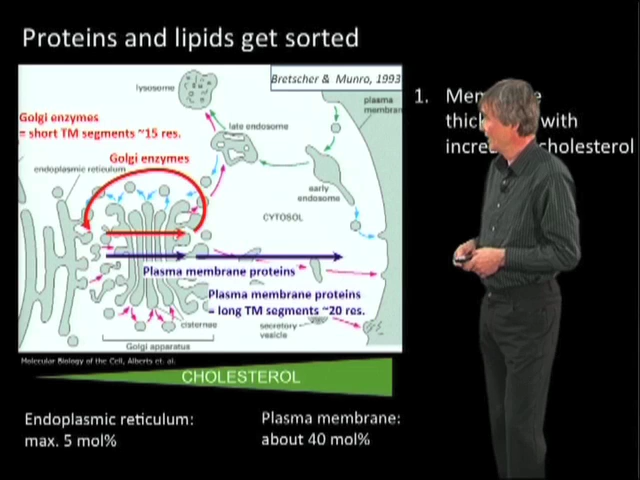 Proteins and lipids get sorted
Bretscher & Munro, 1993
lysosome
plasma
membran
Golgi enzymes
= short TM segments ~15 res.
late endosome
Golgi enzymes
endoplasmic reticulum
early
endosome
CYTOSOL
Plasma membrane proteins
Plasma membrane proteins
= long TM segments ~20 res.
cisternae
secretory
vesicle
Golgi apparatus
Molecular Biology of the Cell, Alberts et. al.
CHOLESTEROL
Endoplasmic reticulum:
max. 5 mol%
Plasma membrane:
about 40 mol%
1. Mem e
thick with
incre cholesterol